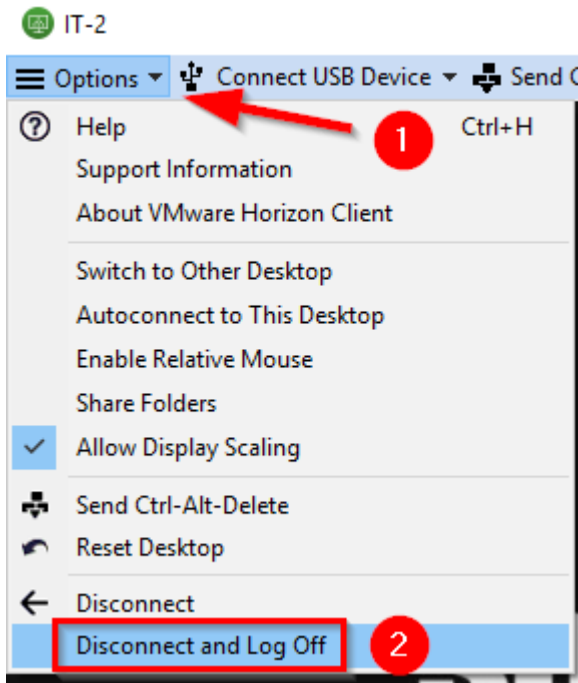 IT-2
Options Connect USB Device Send
Help Ctrl+H
1
Support Information
About VMware Horizon Client
Switch to Other Desktop
Autoconnect to This Desktop
Enable Relative Mouse
Share Folders
Allow Display Scaling
Send Ctrl-Alt-Delete
Reset Desktop
Disconnect
Disconnect and Log Off 2